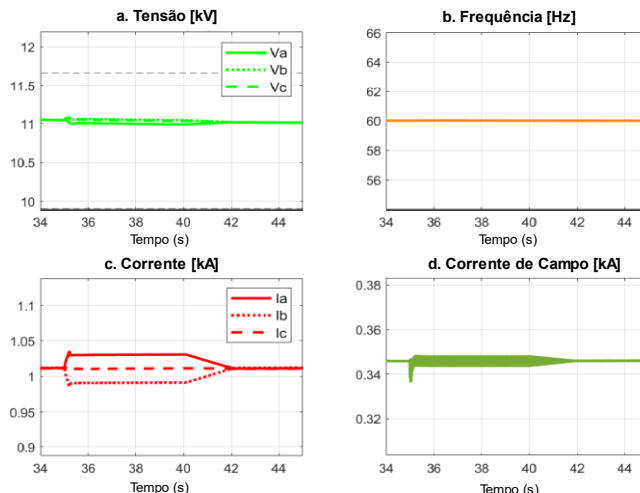 a. Tensão [kV]
12
11.5
11
10.5
10
34 36 38 40 42 44
Tempo (s)
Va
Vb
Vc
b. Frequência [Hz]
66
64
62
60
58
56
54
34 36 38 40 42 44
Tempo (s)
c. Corrente [kA]
1.1
1.05
1
0.95
0.9
34 36 38 40 42 44
Tempo (s)
Ia
Ib
Ic
d. Corrente de Campo [kA]
0.38
0.36
0.34
0.32
34 36 38 40 42 44
Tempo (s)